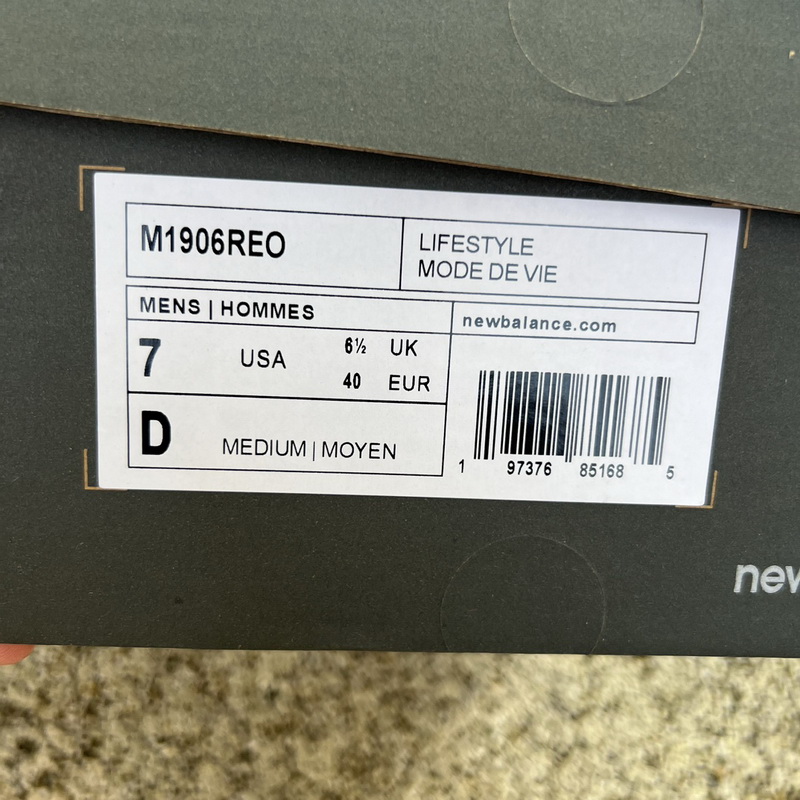 M1906REO
LIFESTYLE
MODE DE VIE
MENS | HOMMES
newbalance.com
7 USA 6½ UK
40 EUR
D MEDIUM | MOYEN
1 97376 85168 5
new